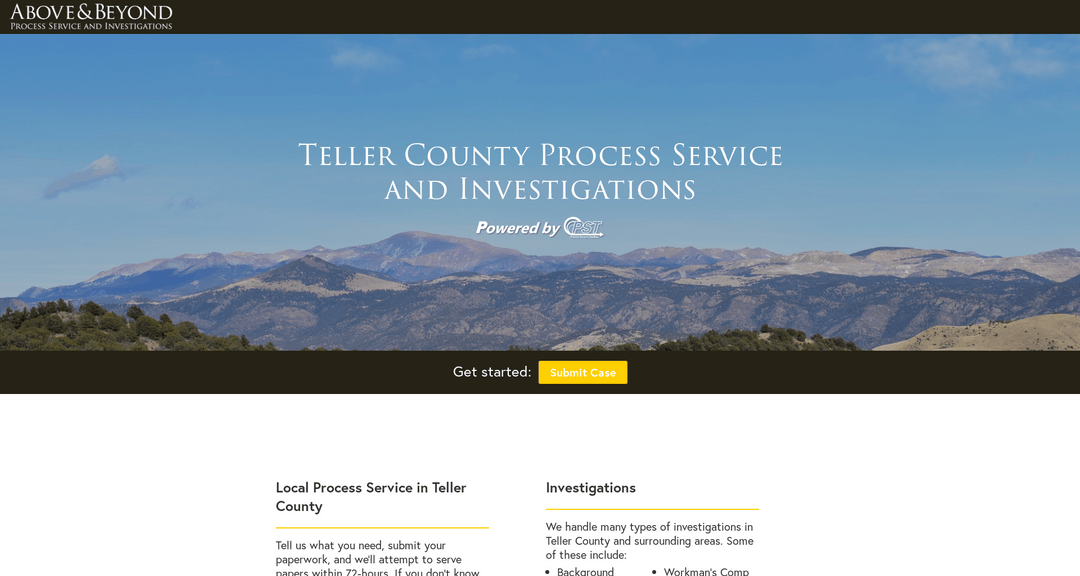 ABOVE&BEYOND
PROCESS SERVICE AND INVESTIGATIONS
TELLER COUNTY PROCESS SERVICE
AND INVESTIGATIONS
Powered by PST
Get started: Submit Case
Local Process Service in Teller
County
Tell us what you need, submit your
paperwork, and we'll attempt to serve
papers within 72-hours. If you don't know
Investigations
We handle many types of investigations in
Teller County and surrounding areas. Some
of these include:
• Background
• Workman's Comp